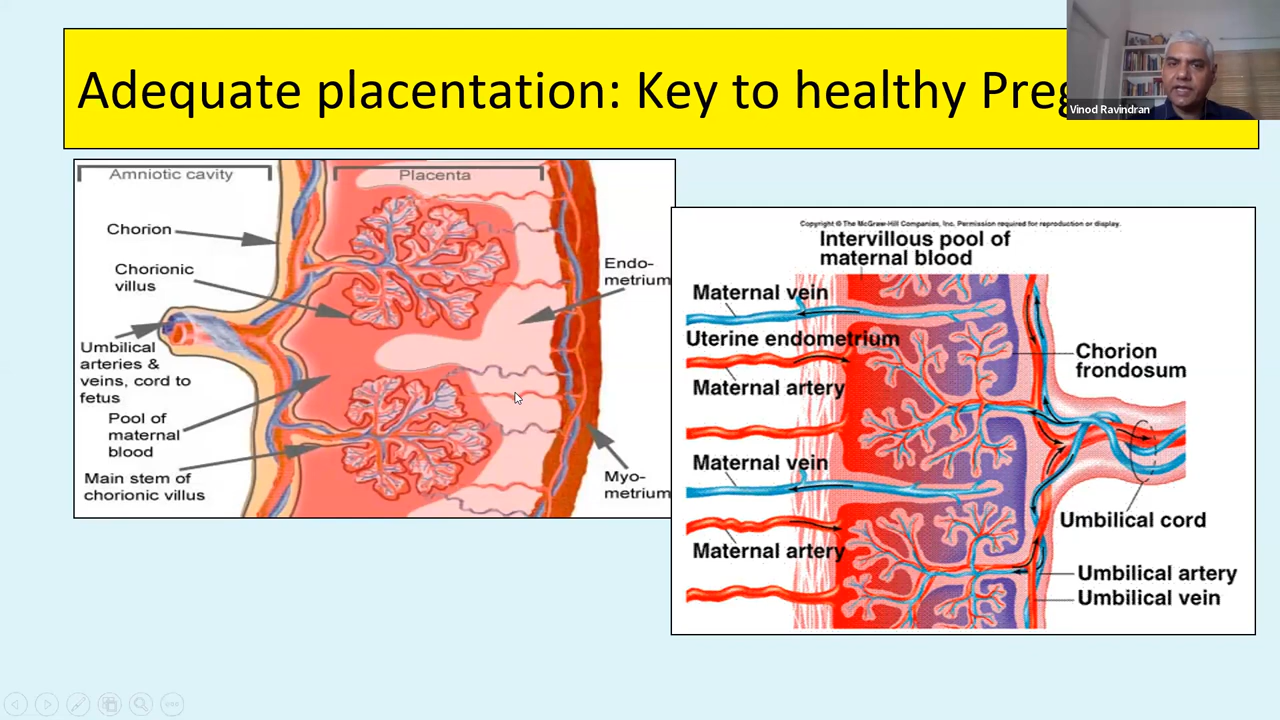 Adequate placentation: Key to healthy Preg
Vinod Ravindran
Amniotic cavity
Placenta
Chorion
Chorionic
villus
Umbilical
arteries &
veins, cord to
fetus
Pool of
maternal
blood
Main stem of
chorionic villus
Endo-
metrium
Myo-
metrium
Copyright © The McGraw-Hill Companies, Inc. Permission required for reproduction or display.
Intervillous pool of
maternal blood
Maternal vein
Uterine endometrium
Maternal artery
Maternal vein
Maternal artery
Chorion
frondosum
Umbilical cord
Umbilical artery
Umbilical vein